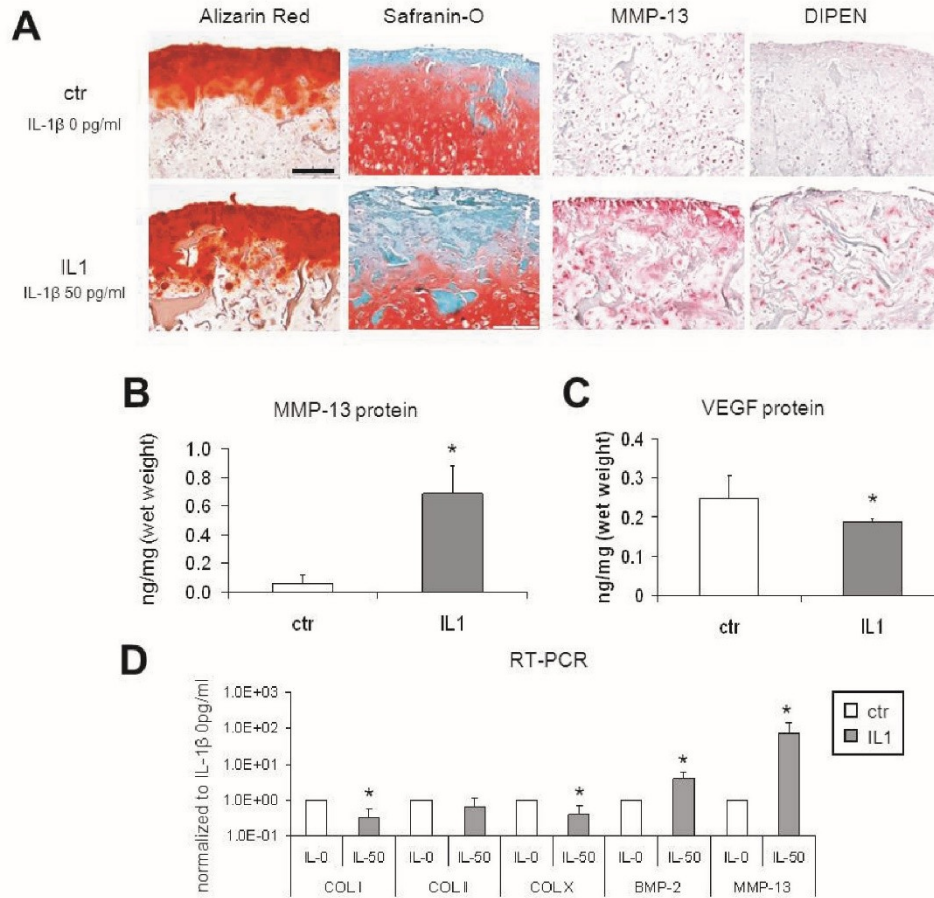 A
Alizarin Red Safranin-O MMP-13 DIPEN
ctr
IL-1β 0 pg/ml
IL1
IL-1β 50 pg/ml
B
MMP-13 protein
ng/mg (wet weight)
1.0
0.8
0.6
0.4
0.2
0.0
*
ctr IL1
C
VEGF protein
ng/mg (wet weight)
0.4
0.3
0.2
0.1
0
*
ctr IL1
D
RT-PCR
normalized to IL-1β 0pg/ml
1.0E+03
1.0E+02
1.0E+01
1.0E+00
1.0E-01
* * * *
IL-0 IL-50 IL-0 IL-50 IL-0 IL-50 IL-0 IL-50 IL-0 IL-50
COL I COL II COL X BMP-2 MMP-13
ctr
IL1